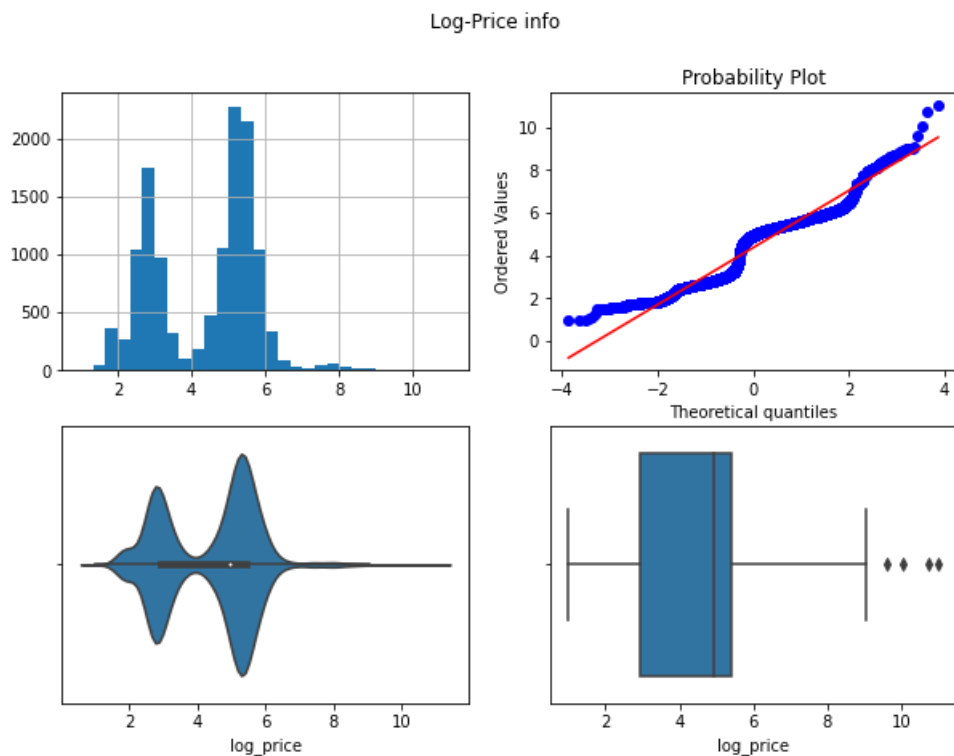 Log-Price info
2000
1500
1000
500
0
2 4 6 8 10
Probability Plot
Ordered Values
10
8
6
4
2
0
−4 −2 0 2 4
Theoretical quantiles
2 4 6 8 10
log_price
2 4 6 8 10
log_price